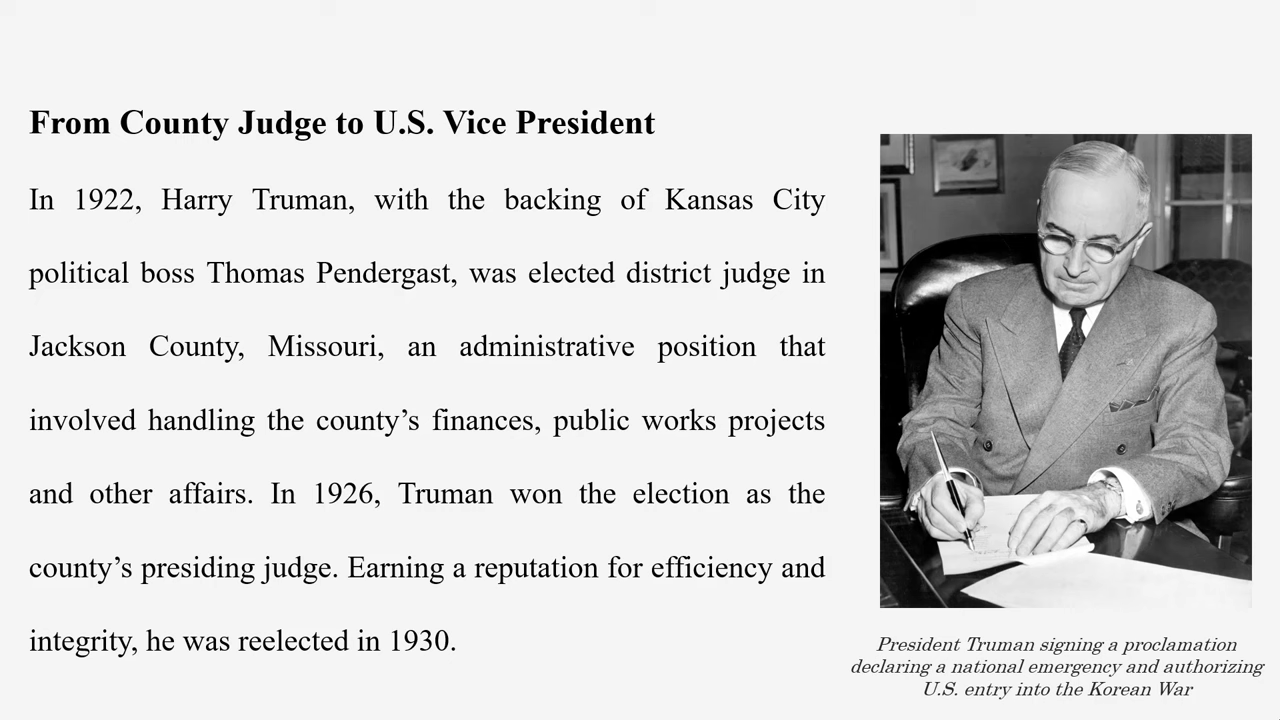 From County Judge to U.S. Vice President
In 1922, Harry Truman, with the backing of Kansas City
political boss Thomas Pendergast, was elected district judge in
Jackson County, Missouri, an administrative position that
involved handling the county’s finances, public works projects
and other affairs. In 1926, Truman won the election as the
county’s presiding judge. Earning a reputation for efficiency and
integrity, he was reelected in 1930.
President Truman signing a proclamation
declaring a national emergency and authorizing
U.S. entry into the Korean War